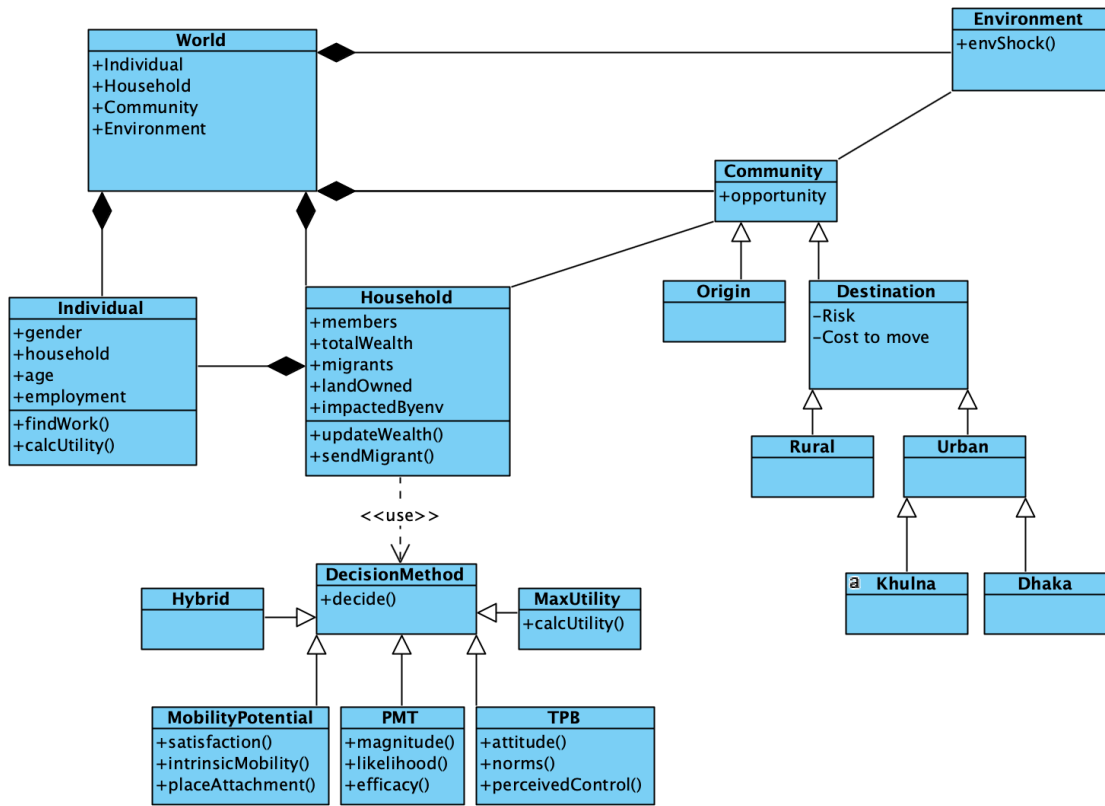 World
+Individual
+Household
+Community
+Environment
Environment
+envShock()
Community
+opportunity
Individual
+gender
+household
+age
+employment
+findWork()
+calcUtility()
Household
+members
+totalWealth
+migrants
+landOwned
+impactedByenv
+updateWealth()
+sendMigrant()
Origin
Destination
-Risk
-Cost to move
Rural
Urban
a Khulna
Dhaka
<<use>>
DecisionMethod
+decide()
Hybrid
MaxUtility
+calcUtility()
MobilityPotential
+satisfaction()
+intrinsicMobility()
+placeAttachment()
PMT
+magnitude()
+likelihood()
+efficacy()
TPB
+attitude()
+norms()
+perceivedControl()